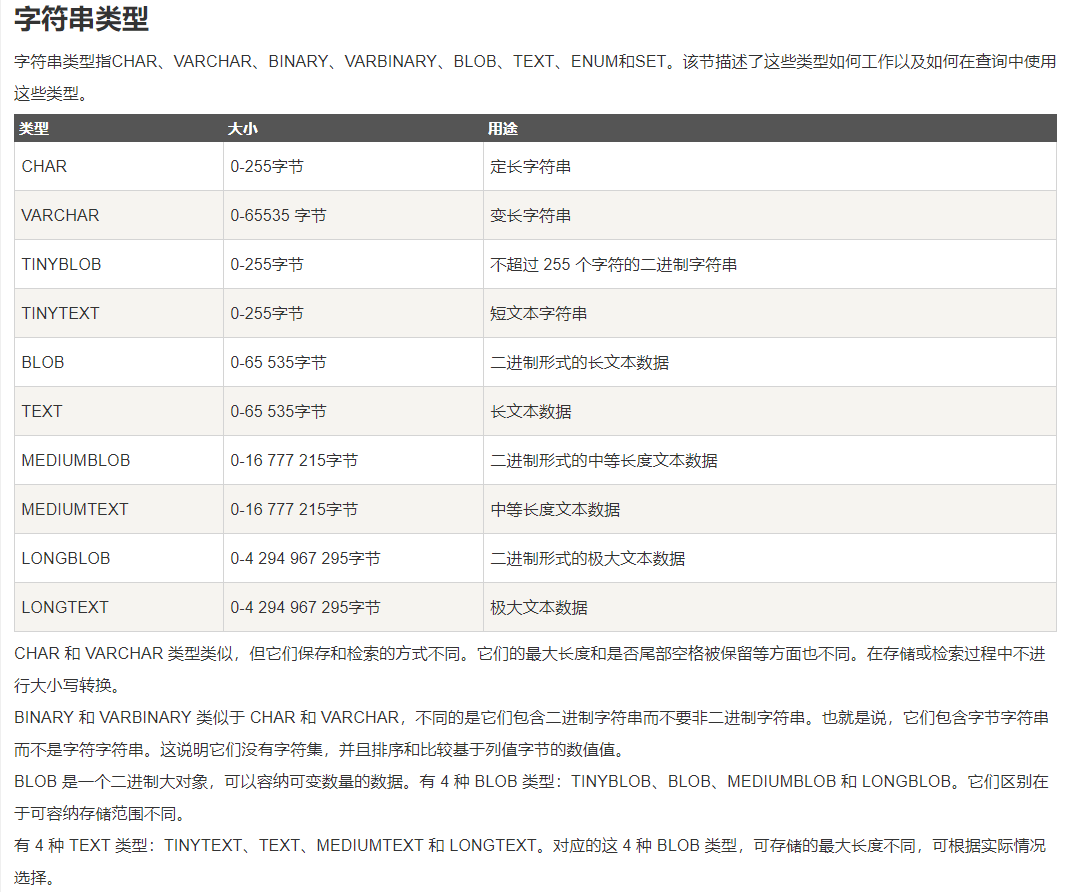 字符串类型
字符串类型指CHAR、VARCHAR、BINARY、VARBINARY、BLOB、TEXT、ENUM和SET。该节描述了这些类型如何工作以及如何在查询中使用
这些类型。
类型 大小 用途
CHAR 0-255字节 定长字符串
VARCHAR 0-65535 字节 变长字符串
TINYBLOB 0-255字节 不超过 255 个字符的二进制字符串
TINYTEXT 0-255字节 短文本字符串
BLOB 0-65 535字节 二进制形式的长文本数据
TEXT 0-65 535字节 长文本数据
MEDIUMBLOB 0-16 777 215字节 二进制形式的中等长度文本数据
MEDIUMTEXT 0-16 777 215字节 中等长度文本数据
LONGBLOB 0-4 294 967 295字节 二进制形式的极大文本数据
LONGTEXT 0-4 294 967 295字节 极大文本数据
CHAR 和 VARCHAR 类型类似，但它们保存和检索的方式不同。它们的最大长度和是否尾部空格被保留等方面也不同。在存储或检索过程中不进
行大小写转换。
BINARY 和 VARBINARY 类似于 CHAR 和 VARCHAR，不同的是它们包含二进制字符串而不要非二进制字符串。也就是说，它们包含字节字符串
而不是字符字符串。这说明它们没有字符集，并且排序和比较基于列值字节的数值值。
BLOB 是一个二进制大对象，可以容纳可变数量的数据。有 4 种 BLOB 类型：TINYBLOB、BLOB、MEDIUMBLOB 和 LONGBLOB。它们区别在
于可容纳存储范围不同。
有 4 种 TEXT 类型：TINYTEXT、TEXT、MEDIUMTEXT 和 LONGTEXT。对应的这 4 种 BLOB 类型，可存储的最大长度不同，可根据实际情况
选择。